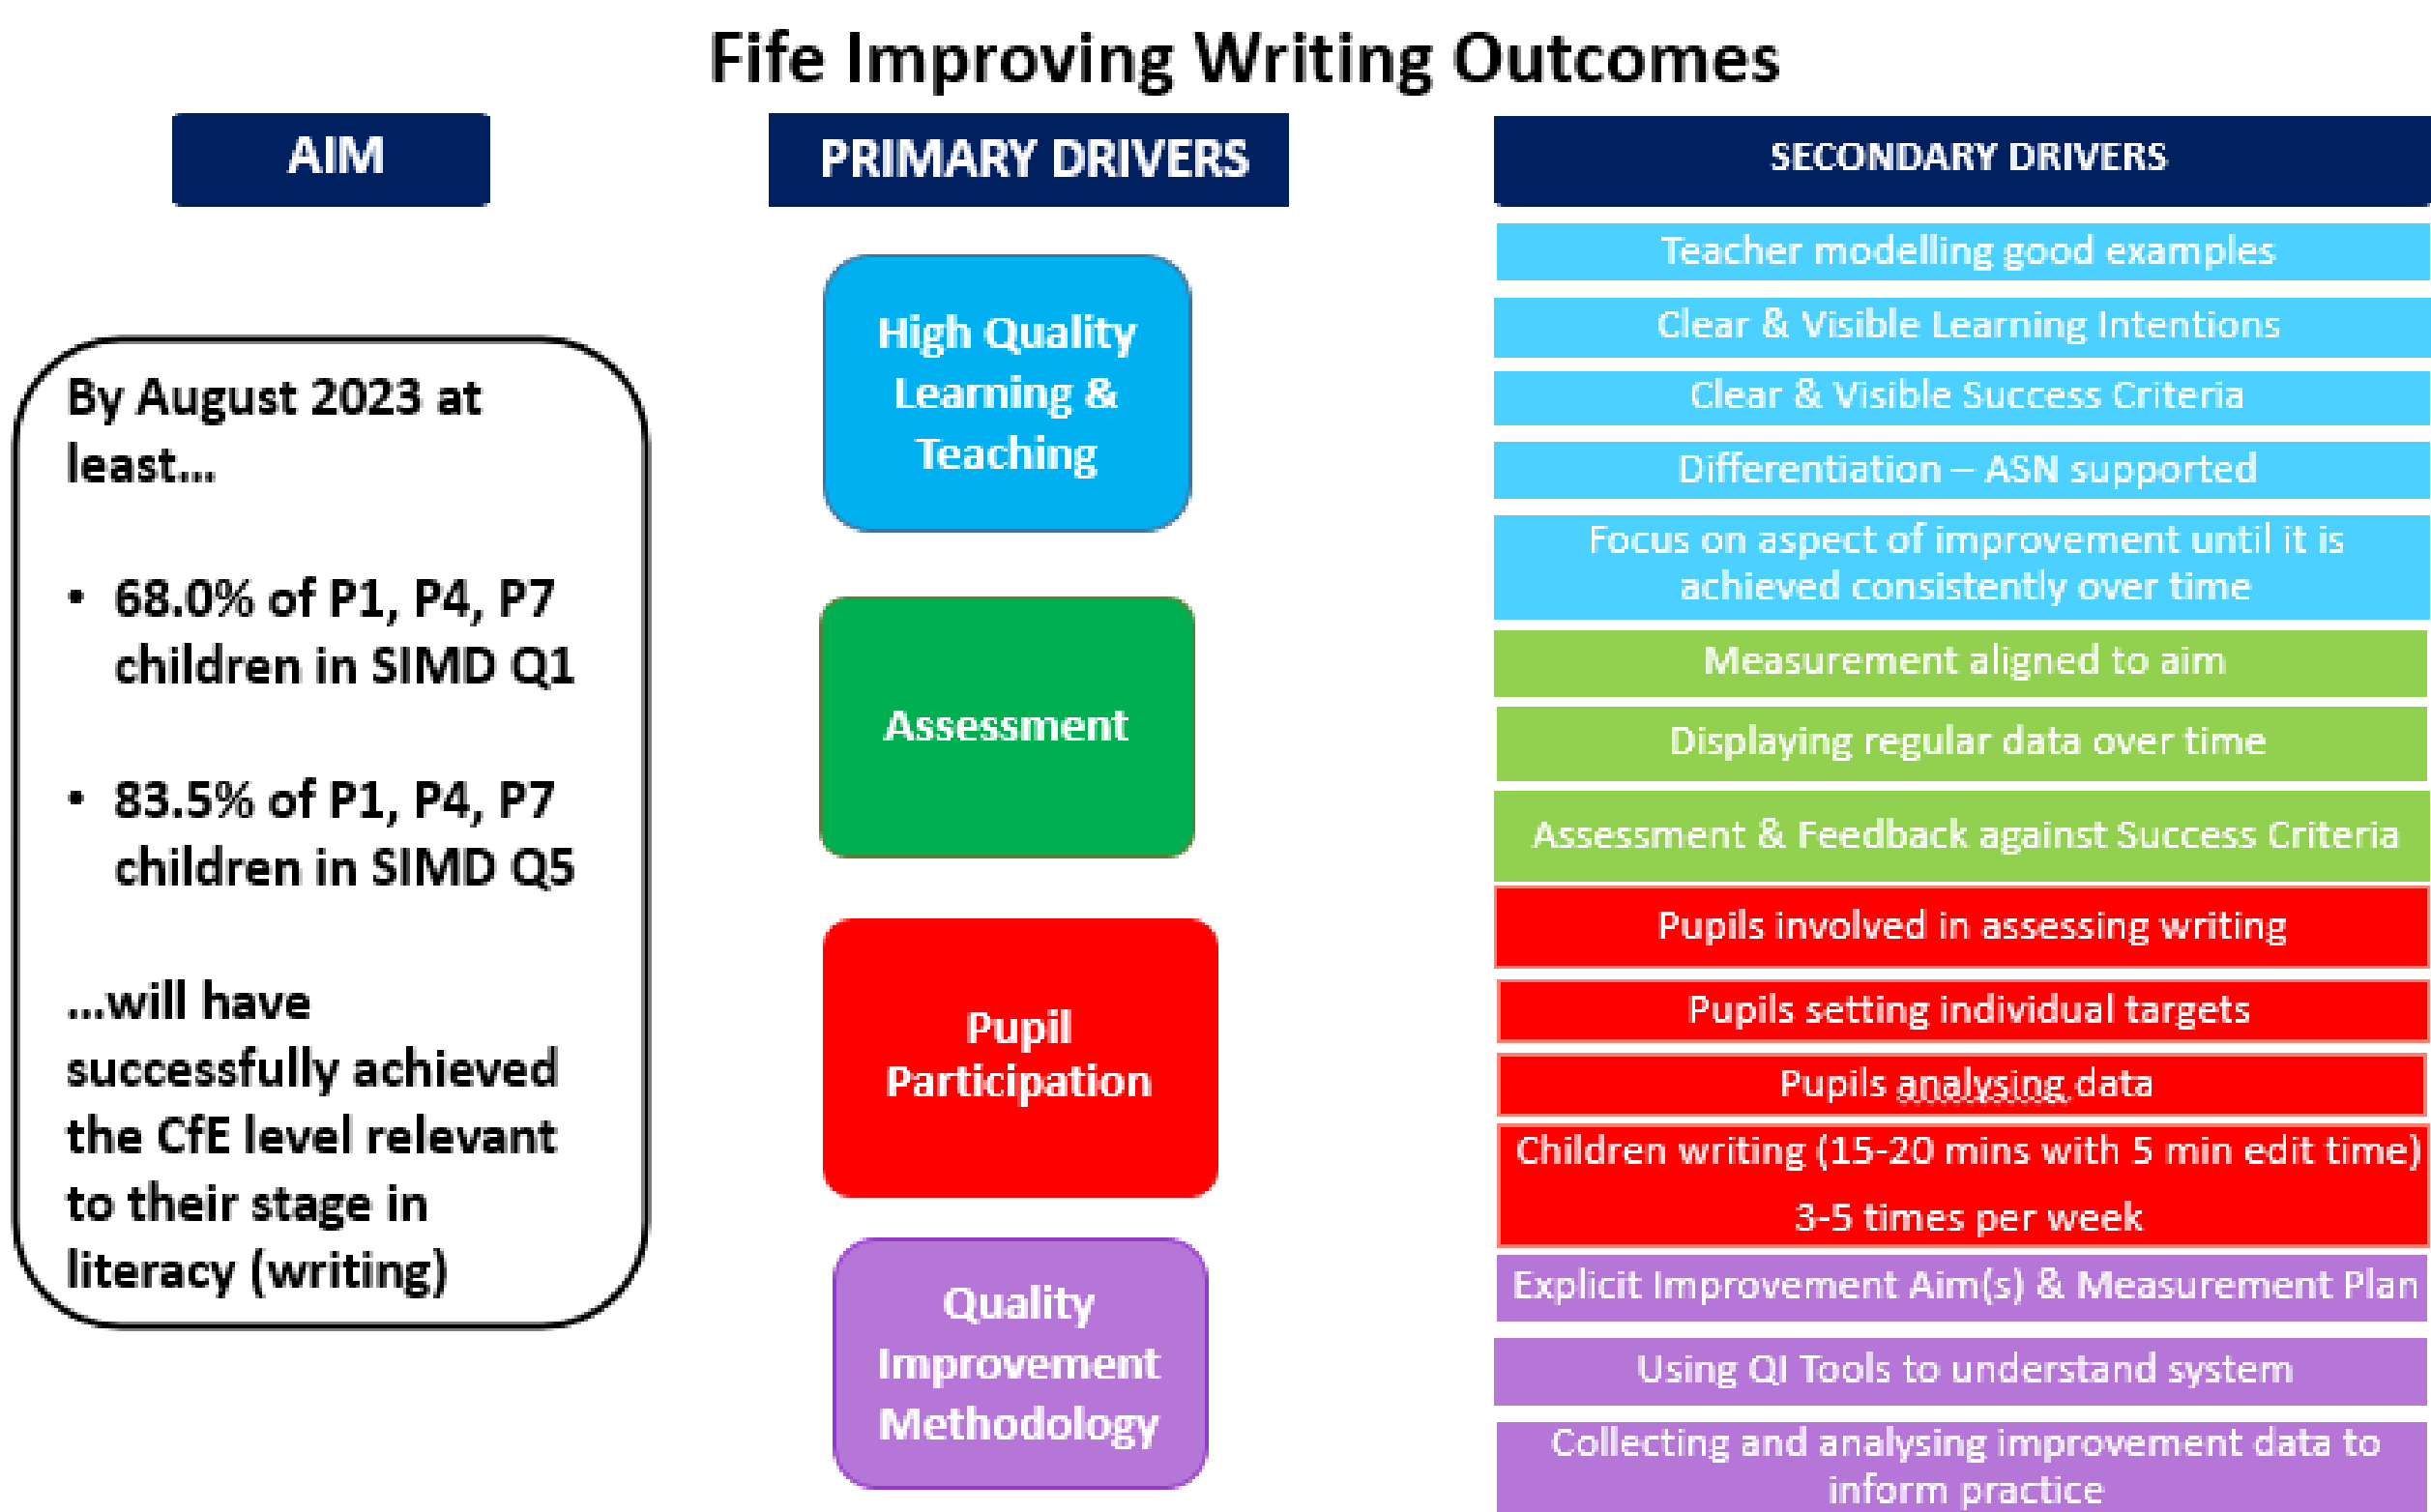 Fife Improving Writing Outcomes
AIM
By August 2023 at
least...
• 68.0% of P1, P4, P7
children in SIMD Q1
• 83.5% of P1, P4, P7
children in SIMD Q5
...will have
successfully achieved
the CfE level relevant
to their stage in
literacy (writing)
PRIMARY DRIVERS
High Quality
Learning &
Teaching
Assessment
Pupil
Participation
Quality
Improvement
Methodology
SECONDARY DRIVERS
Teacher modelling good examples
Clear & Visible Learning Intentions
Clear & Visible Success Criteria
Differentiation – ASN supported
Focus on aspect of improvement until it is
achieved consistently over time
Measurement aligned to aim
Displaying regular data over time
Assessment & Feedback against Success Criteria
Pupils involved in assessing writing
Pupils setting individual targets
Pupils analysing data
Children writing (15-20 mins with 5 min edit time)
3-5 times per week
Explicit Improvement Aim(s) & Measurement Plan
Using QI Tools to understand system
Collecting and analysing improvement data to
inform practice